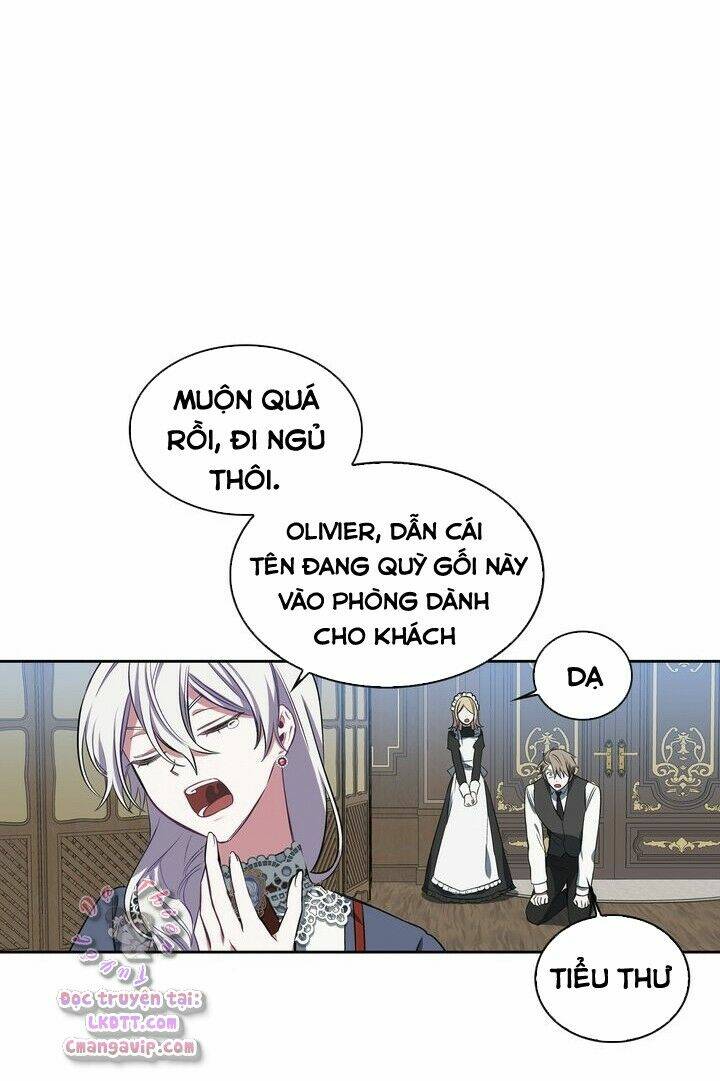 MUỘN QUÁ
RỒI, ĐI NGỦ
THÔI.
OLIVIER, DẪN CÁI
TÊN ĐANG QUỲ GỐI NÀY
VÀO PHÒNG DÀNH
CHO KHÁCH
DẠ
TIỂU THƯ
Đọc truyện tại:
LKDTT.com
Cmangavip.com